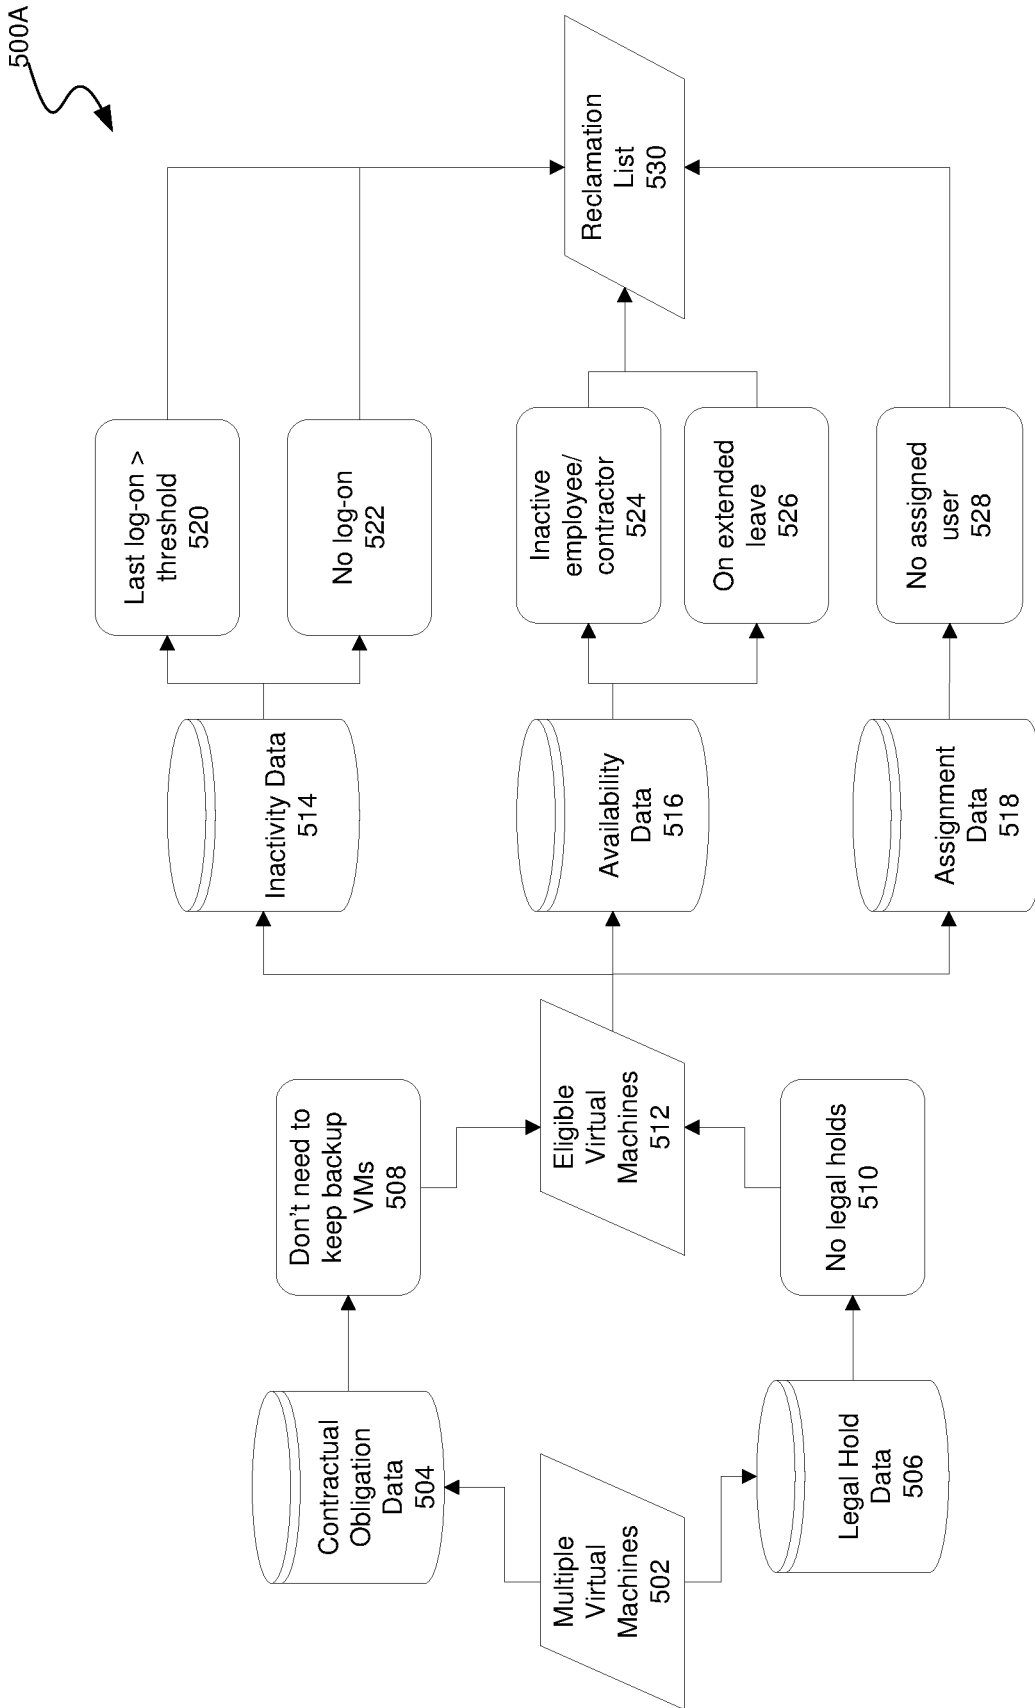 500A
Multiple
Virtual
Machines
502
Contractual
Obligation
Data
504
Legal Hold
Data
506
Don't need to
keep backup
VMs
508
No legal holds
510
Eligible
Virtual
Machines
512
Inactivity Data
514
Availability
Data
516
Assignment
Data
518
Last log-on >
threshold
520
No log-on
522
Inactive
employee/
contractor
524
On extended
leave
526
No assigned
user
528
Reclamation
List
530